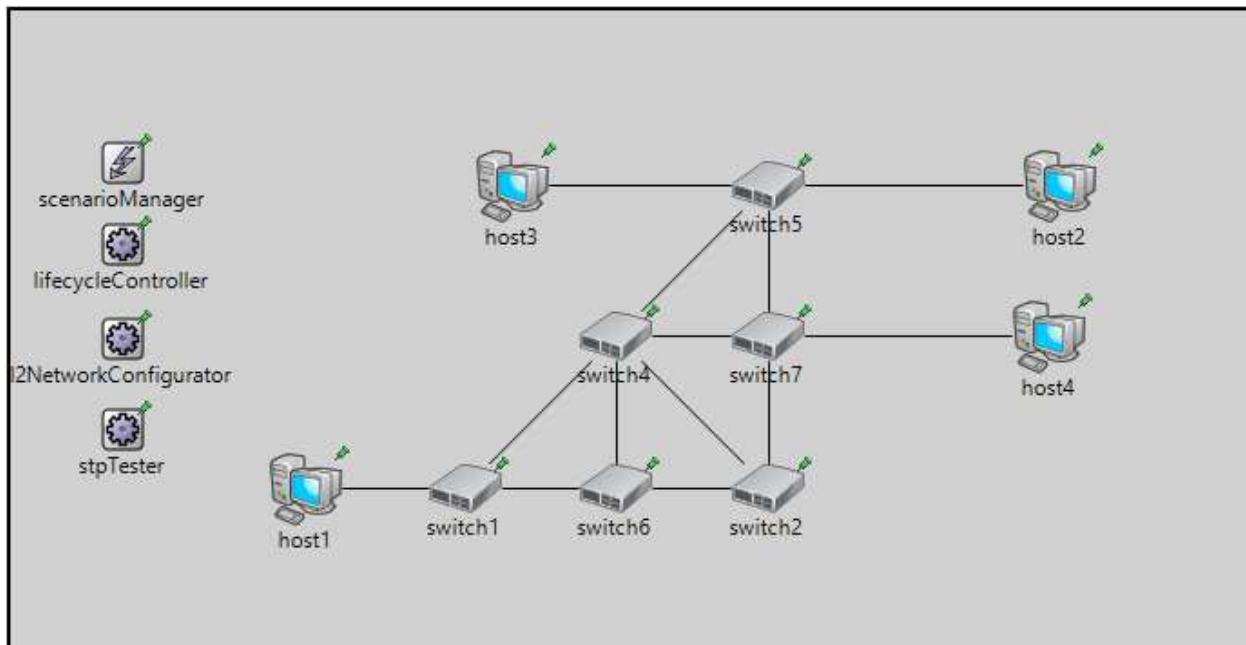 scenarioManager
lifecycleController
l2NetworkConfigurator
stpTester
host3
switch5
host2
switch4
switch7
host4
host1
switch1
switch6
switch2